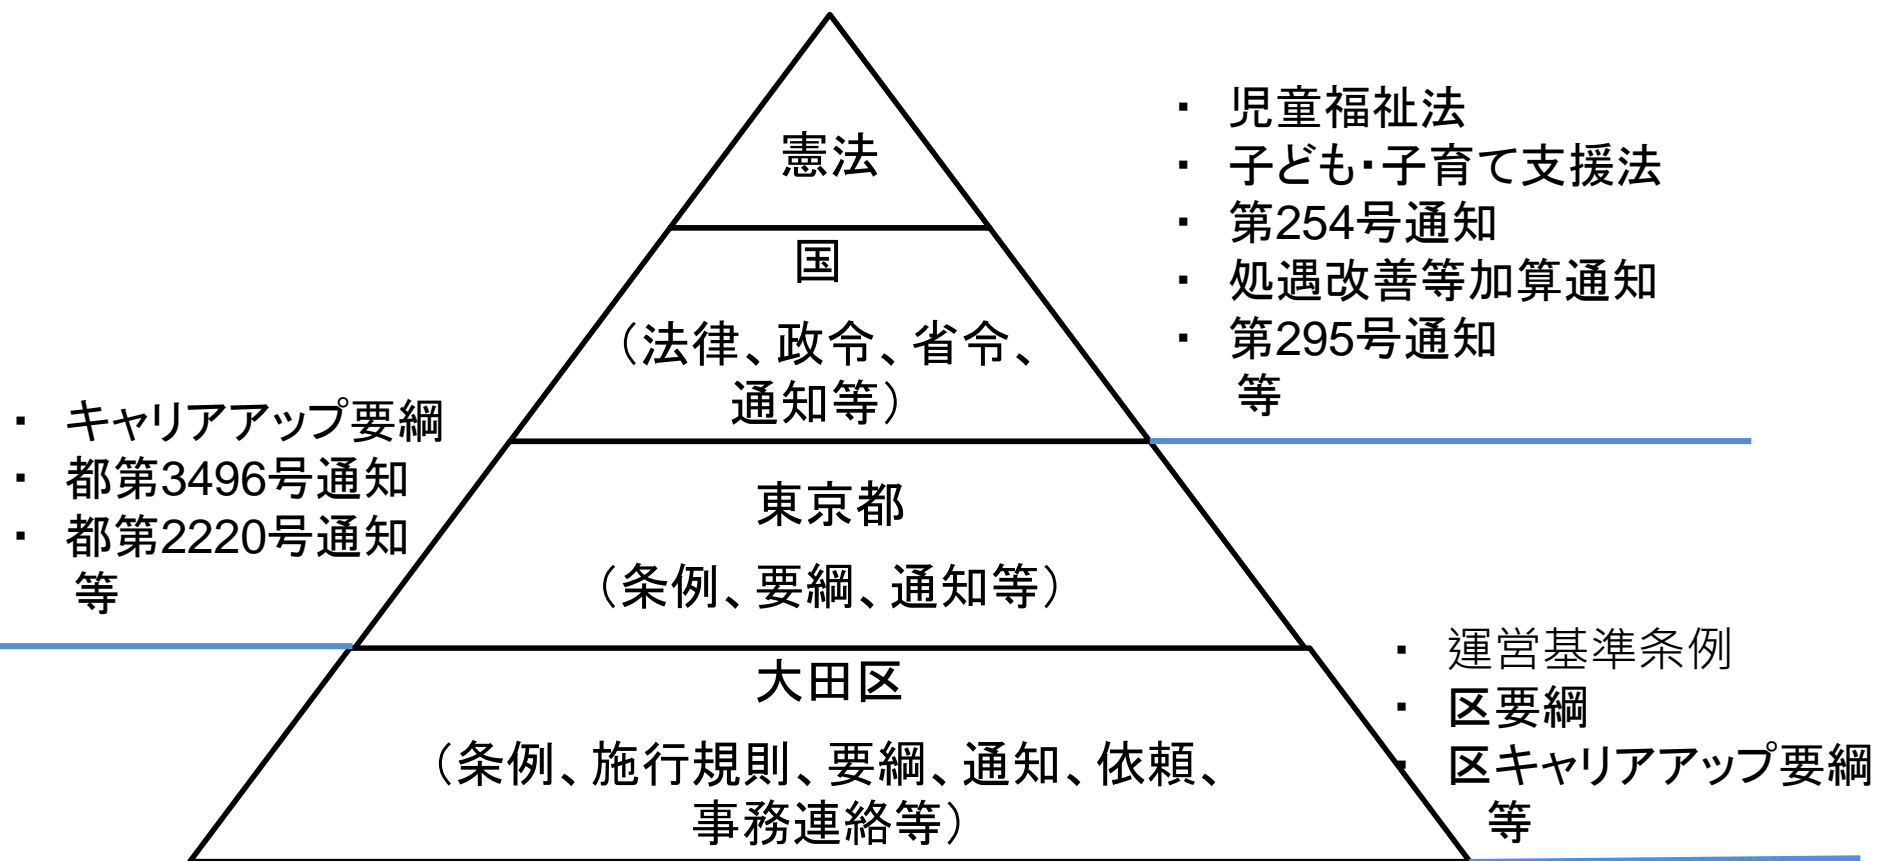 憲法
国
（法律、政令、省令、
通知等）
東京都
（条例、要綱、通知等）
大田区
（条例、施行規則、要綱、通知、依頼、
事務連絡等）
・ 児童福祉法
・ 子ども・子育て支援法
・ 第254号通知
・ 処遇改善等加算通知
・ 第295号通知
等
・ キャリアアップ要綱
・ 都第3496号通知
・ 都第2220号通知
等
・ 運営基準条例
・ 区要綱
・ 区キャリアアップ要綱
等